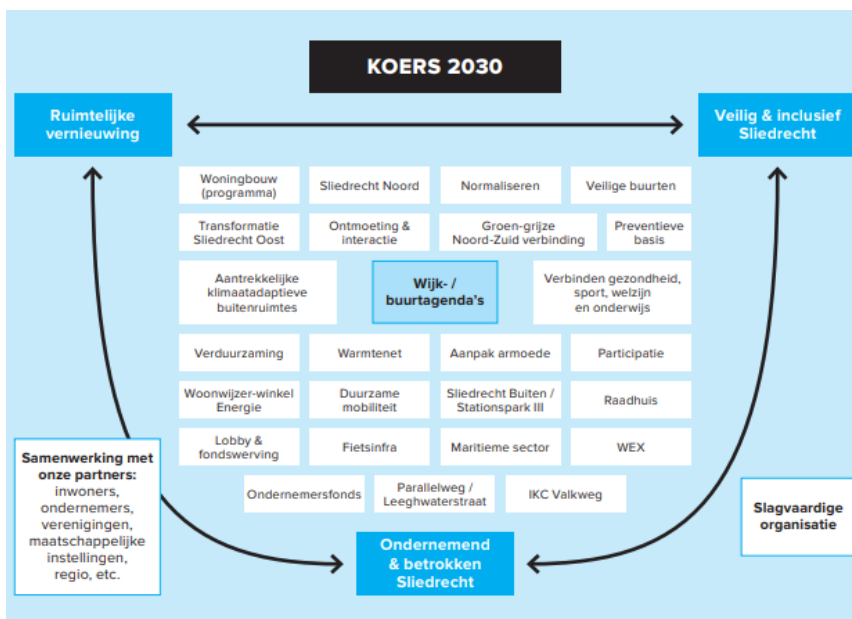 KOERS 2030
Ruimtelijke
vernieuwing
Veilig & inclusief
Sliedrecht
Woningbouw
(programma)
Sliedrecht Noord
Normaliseren
Veilige buurten
Transformatie
Sliedrecht Oost
Ontmoeting &
interactie
Groen-grijze
Noord-Zuid verbinding
Preventieve
basis
Aantrekkelijke
klimaatadaptieve
buitenruimtes
Wijk- /
buurtagenda's
Verbinden gezondheid,
sport, welzijn
en onderwijs
Verduurzaming
Warmtenet
Aanpak armoede
Participatie
Woonwijzer-winkel
Energie
Duurzame
mobiliteit
Sliedrecht Buiten /
Stationspark III
Raadhuis
Lobby &
fondswerving
Fietsinfra
Maritieme sector
WEX
Ondernemersfonds
Parallelweg /
Leeghwaterstraat
IKC Valkweg
Samenwerking met
onze partners:
inwoners,
ondernemers,
verenigingen,
maatschappelijke
instellingen,
regio, etc.
Slagvaardige
organisatie
Ondernemend
& betrokken
Sliedrecht